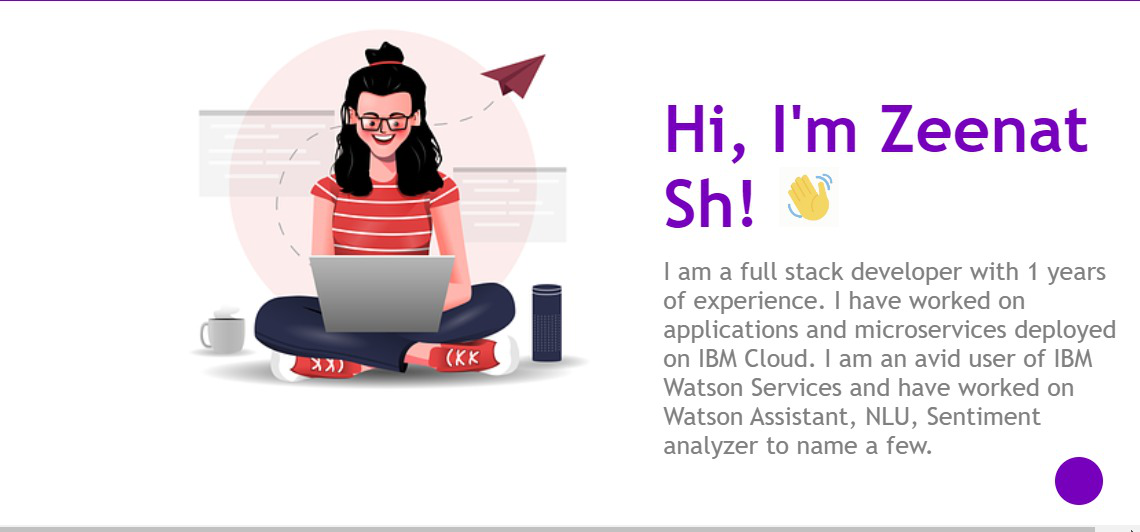 Hi, I'm Zeenat
Sh! 👋
I am a full stack developer with 1 years
of experience. I have worked on
applications and microservices deployed
on IBM Cloud. I am an avid user of IBM
Watson Services and have worked on
Watson Assistant, NLU, Sentiment
analyzer to name a few.